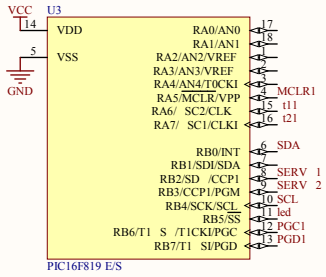 VCC U3
14 VDD RA0/AN0 17
RA1/AN1 18
5 VSS RA2/AN2/VREF 1
RA3/AN3/VREF 2
GND RA4/AN4/T0CKI 3
RA5/MCLR/VPP 4 MCLR1
RA6/ SC2/CLK 15 t11
RA7/ SC1/CLKI 16 t21
RB0/INT 6 SDA
RB1/SDI/SDA 7
RB2/SD /CCP1 8 SERV 1
RB3/CCP1/PGM 9 SERV 2
RB4/SCK/SCL 10 SCL
RB5/SS 11 led
RB6/T1 S /T1CKI/PGC 12 PGC1
RB7/T1 SI/PGD 13 PGD1
PIC16F819 E/S